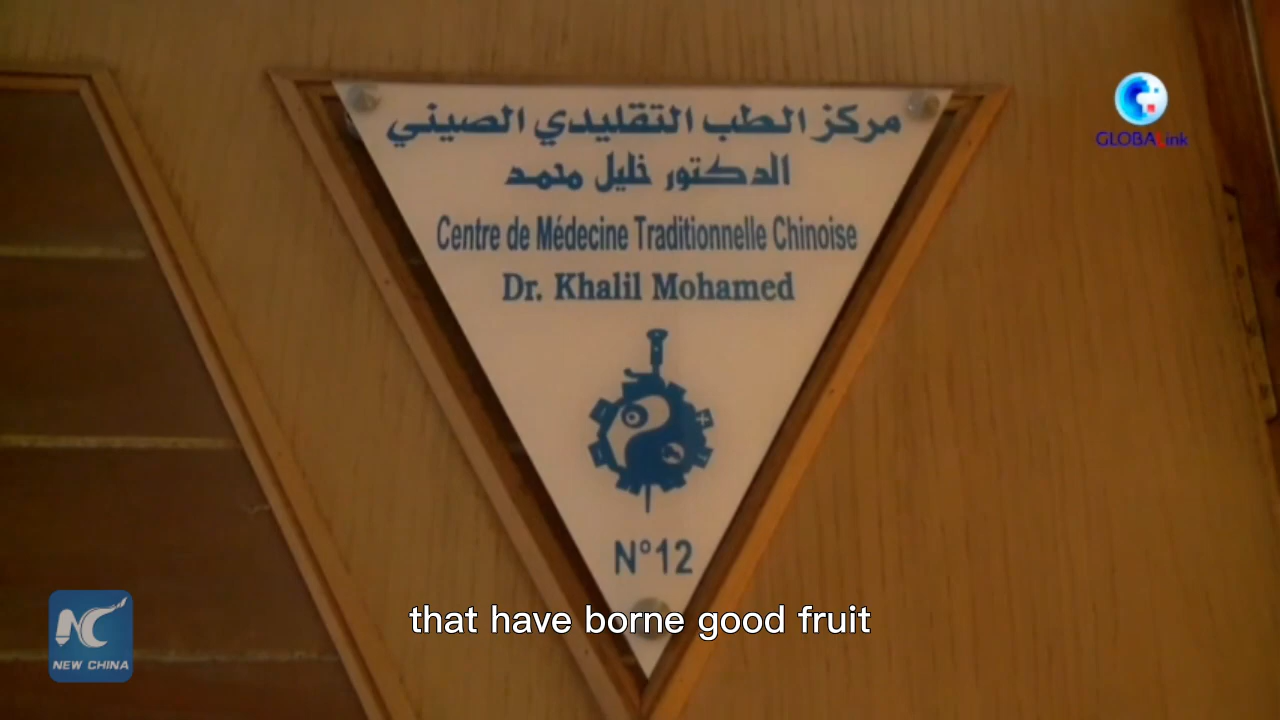 مركز الطب التقليدي الصيني
الدكتور خليل محمد
Centre de Médecine Traditionnelle Chinoise
Dr. Khalil Mohamed
N°12
that have borne good fruit
GLOBALink
NEW CHINA